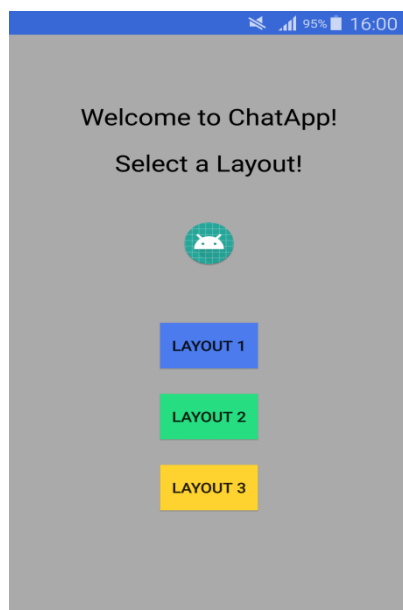 95% 16:00
Welcome to ChatApp!
Select a Layout!
LAYOUT 1
LAYOUT 2
LAYOUT 3